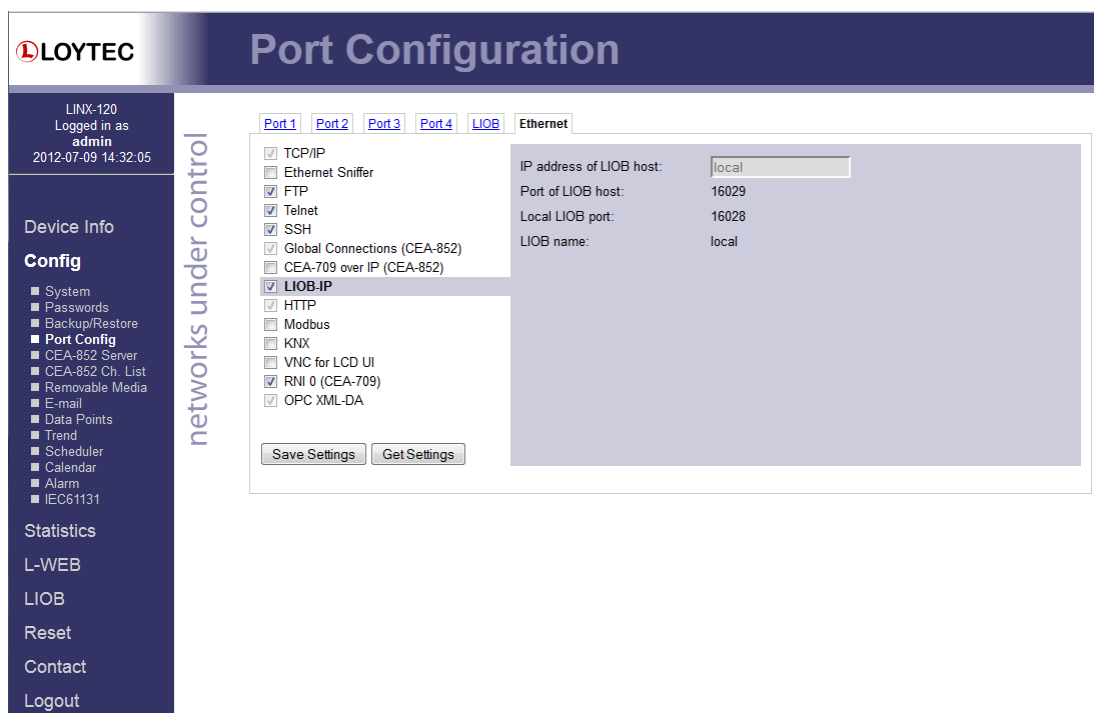 LOYTEC
Port Configuration
LINX-120
Logged in as
admin
2012-07-09 14:32:05
Device Info
Config
System
Passwords
Backup/Restore
Port Config
CEA-852 Server
CEA-852 Ch. List
Removable Media
E-mail
Data Points
Trend
Scheduler
Calendar
Alarm
IEC61131
Statistics
L-WEB
LIOB
Reset
Contact
Logout
networks under control
Port 1 Port 2 Port 3 Port 4 LIOB Ethernet
TCP/IP
Ethernet Sniffer
FTP
Telnet
SSH
Global Connections (CEA-852)
CEA-709 over IP (CEA-852)
LIOB-IP
HTTP
Modbus
KNX
VNC for LCD UI
RNI 0 (CEA-709)
OPC XML-DA
Save Settings Get Settings
IP address of LIOB host: local
Port of LIOB host: 16029
Local LIOB port: 16028
LIOB name: local